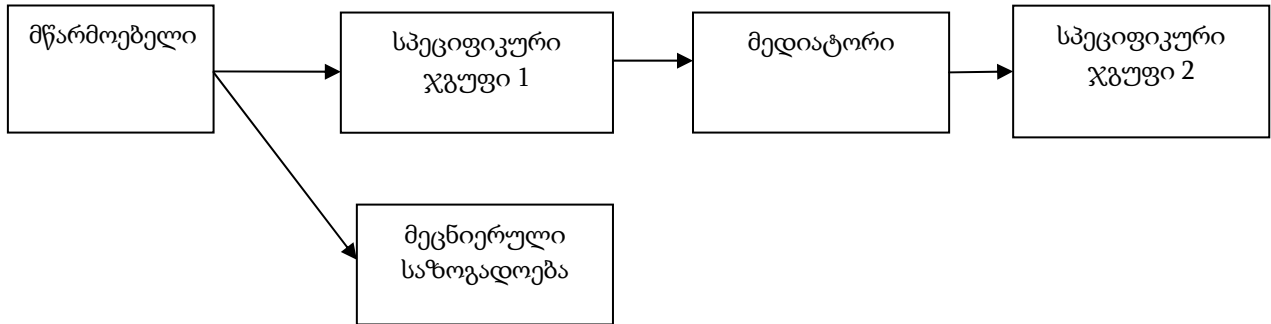 მწარმოებელი
სპეციფიკური
ჯგუფი 1
მედიატორი
სპეციფიკური
ჯგუფი 2
მეცნიერული
საზოგადოება